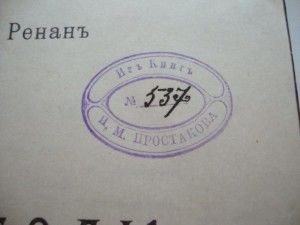 Ренанъ
Изъ Книгъ
№ 537
П. М. ПРОСТАКОВА